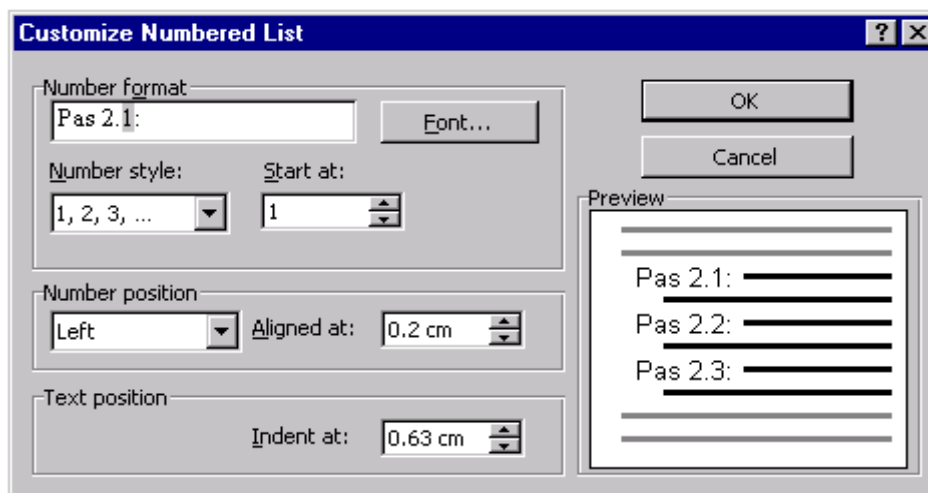 Customize Numbered List
Number format
Pas 2.1:
Font...
Number style:
Start at:
1, 2, 3, ...
1
Number position
Left
Aligned at:
0.2 cm
Text position
Indent at:
0.63 cm
OK
Cancel
Preview
Pas 2.1:
Pas 2.2:
Pas 2.3: